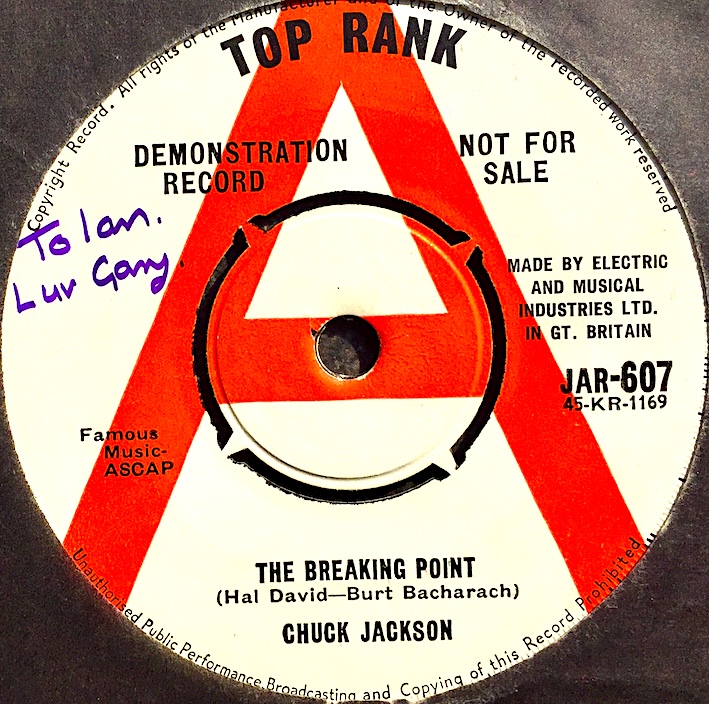 Copyright Record. All rights of the Manufacturer and of the Owner of the recorded work reserved
TOP RANK
DEMONSTRATION
RECORD
NOT FOR
SALE
To Ian.
Luv Gary.
MADE BY ELECTRIC
AND MUSICAL
INDUSTRIES LTD.
IN GT. BRITAIN
JAR-607
45-KR-1169
Famous
Music-
ASCAP
THE BREAKING POINT
(Hal David—Burt Bacharach)
CHUCK JACKSON
Unauthorised Public Performance, Broadcasting and Copying of this Record Prohibited